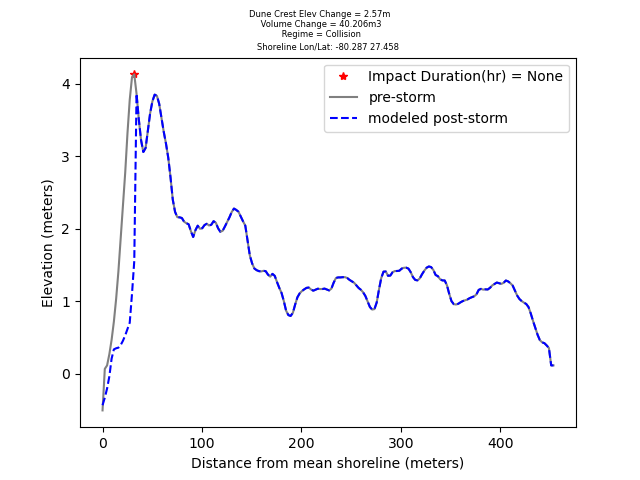 Dune Crest Elev Change = 2.57m
Volume Change = 40.206m3
Regime = Collision
Shoreline Lon/Lat: -80.287 27.458
Impact Duration(hr) = None
pre-storm
modeled post-storm
Elevation (meters)
4
3
2
1
0
0 100 200 300 400
Distance from mean shoreline (meters)